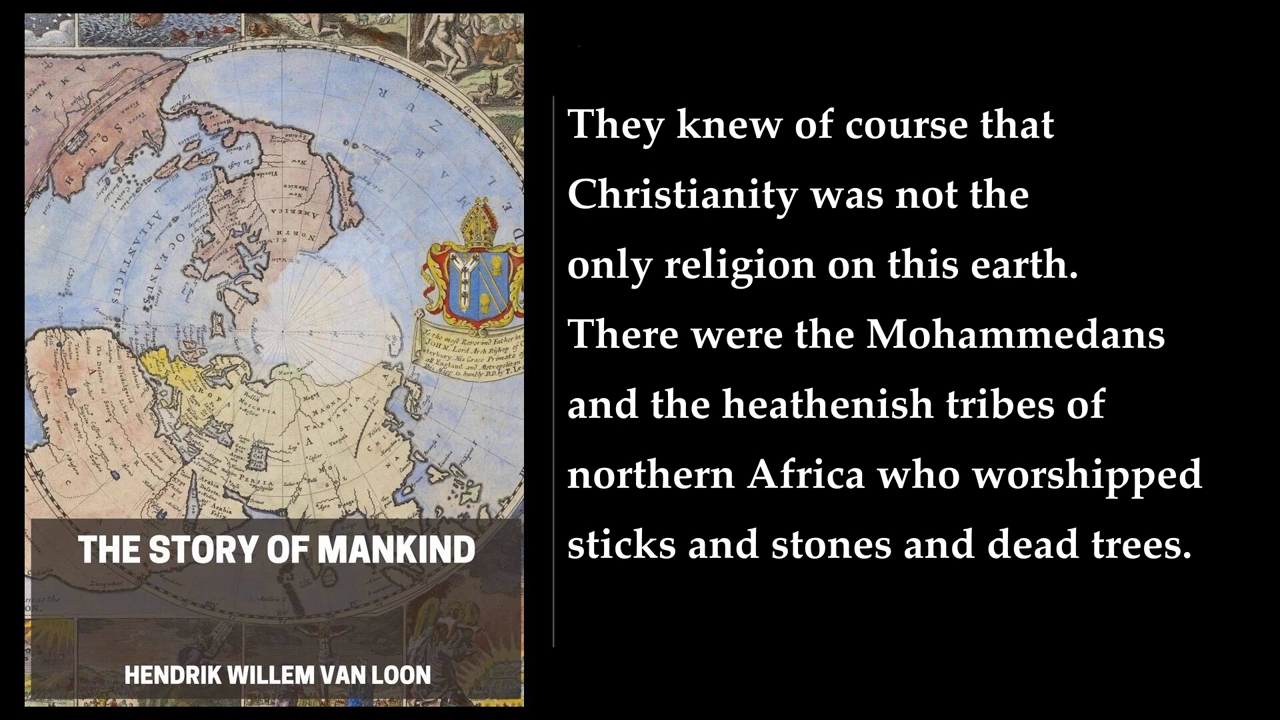 THE STORY OF MANKIND
HENDRIK WILLEM VAN LOON
They knew of course that
Christianity was not the
only religion on this earth.
There were the Mohammedans
and the heathenish tribes of
northern Africa who worshipped
sticks and stones and dead trees.